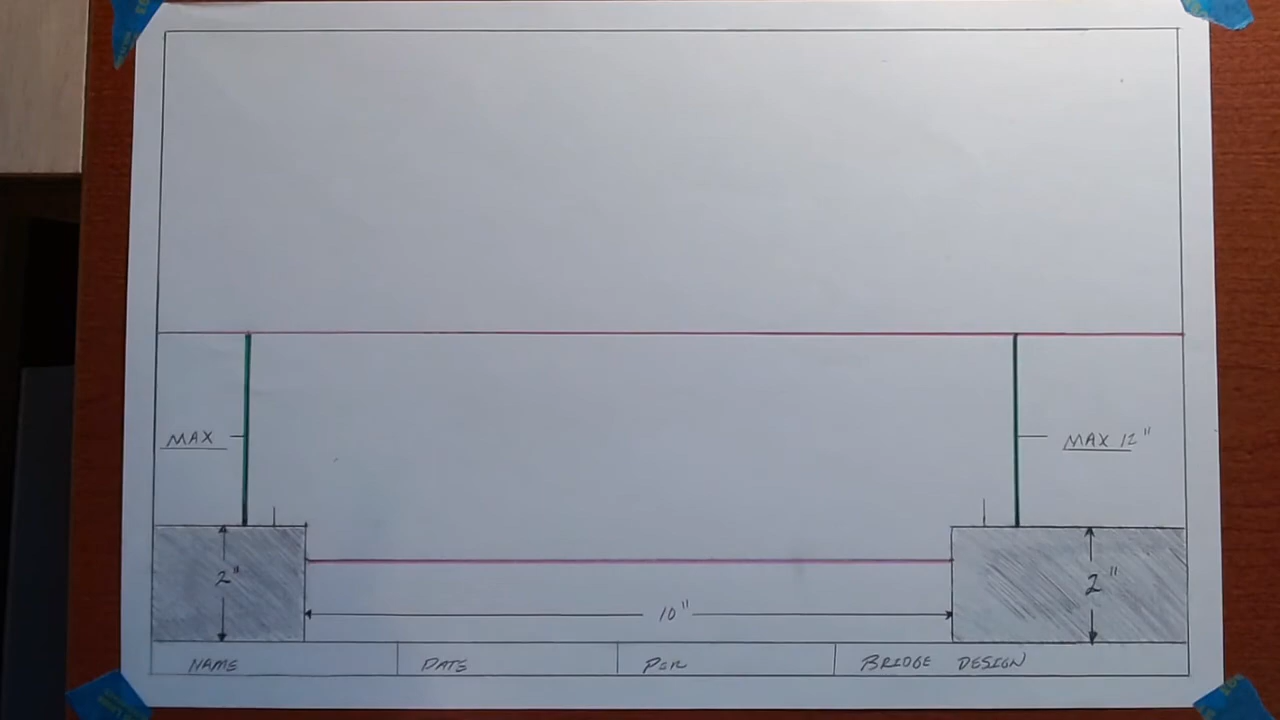 MAX
MAX 12"
2"
2"
10"
NAME
DATE
PER
BRIDGE DESIGN